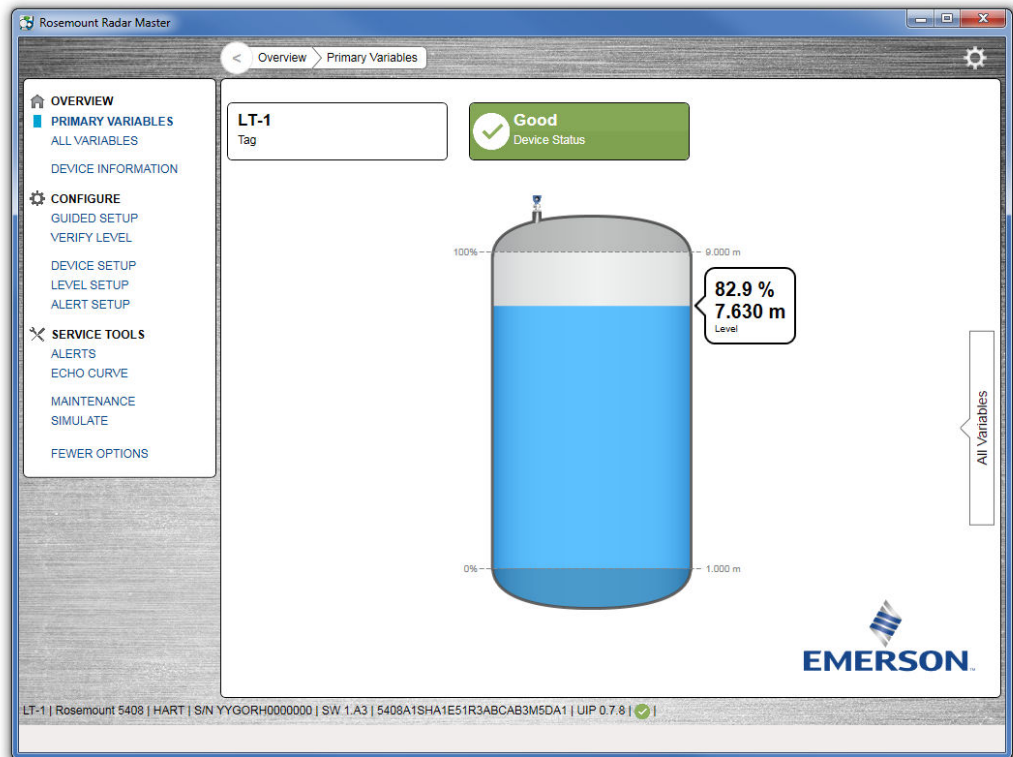 Rosemount Radar Master
< Overview Primary Variables
OVERVIEW
PRIMARY VARIABLES
ALL VARIABLES
DEVICE INFORMATION
CONFIGURE
GUIDED SETUP
VERIFY LEVEL
DEVICE SETUP
LEVEL SETUP
ALERT SETUP
SERVICE TOOLS
ALERTS
ECHO CURVE
MAINTENANCE
SIMULATE
FEWER OPTIONS
LT-1
Tag
Good
Device Status
100%
9.000 m
82.9 %
7.630 m
Level
0%
1.000 m
All Variables
EMERSON™
LT-1 | Rosemount 5408 | HART | S/N YYGORH0000000 | SW 1.A3 | 5408A1SHA1E51R3ABCAB3M5DA1 | UIP 0.7.8 | |